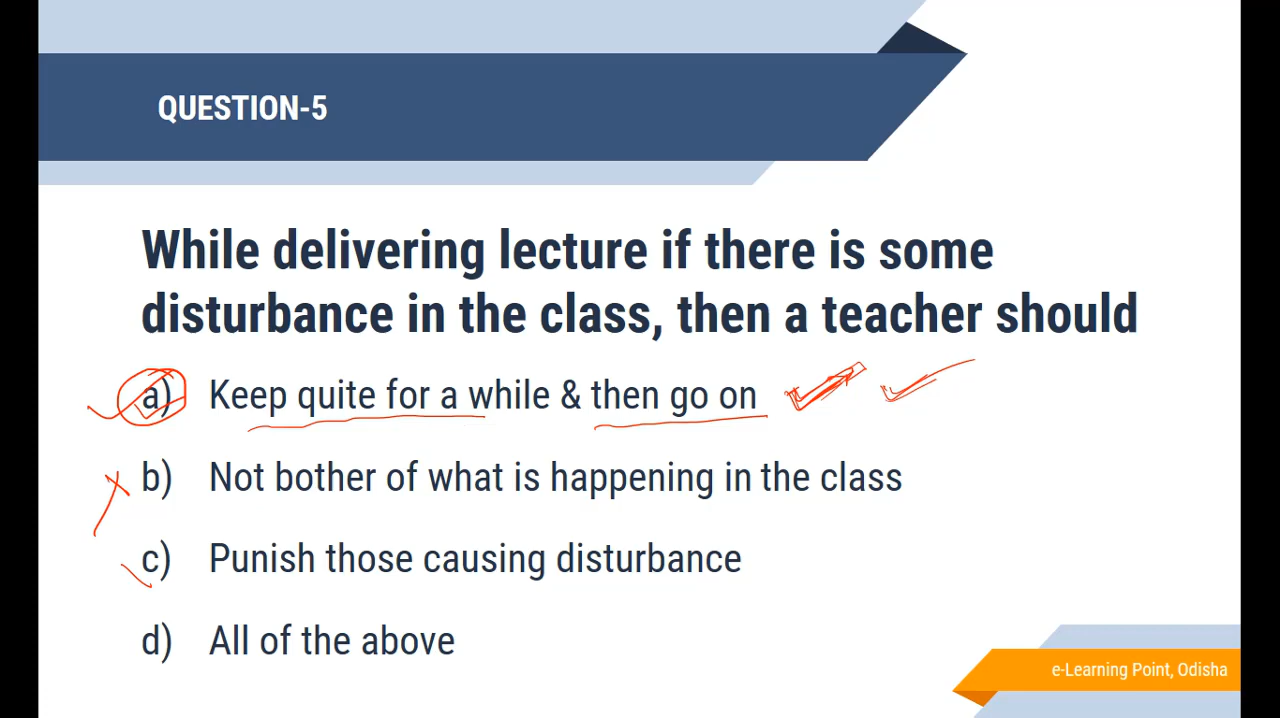 QUESTION-5
While delivering lecture if there is some
disturbance in the class, then a teacher should
a) Keep quite for a while & then go on
b) Not bother of what is happening in the class
c) Punish those causing disturbance
d) All of the above
e-Learning Point, Odisha